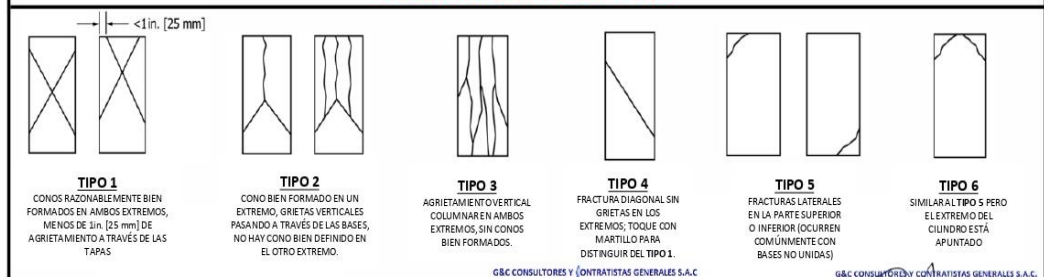 <1in. [25 mm]
TIPO 1
CONOS RAZONABLEMENTE BIEN
FORMADOS EN AMBOS EXTREMOS,
MENOS DE 1in. [25 mm] DE
AGRIETAMIENTO A TRAVÉS DE LAS
TAPAS
TIPO 2
CONO BIEN FORMADO EN UN
EXTREMO, GRIETAS VERTICALES
PASANDO A TRAVÉS DE LAS BASES,
NO HAY CONO BIEN DEFINIDO EN
EL OTRO EXTREMO.
TIPO 3
AGRIETAMIENTO VERTICAL
COLUMNAR EN AMBOS
EXTREMOS, SIN CONOS
BIEN FORMADOS.
TIPO 4
FRACTURA DIAGONAL SIN
GRIETAS EN LOS
EXTREMOS; TOQUE CON
MARTILLO PARA
DISTINGUIR DEL TIPO 1.
TIPO 5
FRACTURAS LATERALES
EN LA PARTE SUPERIOR
O INFERIOR (OCURREN
COMÚNMENTE CON
BASES NO UNIDAS)
TIPO 6
SIMILAR AL TIPO 5 PERO
EL EXTREMO DEL
CILINDRO ESTÁ
APUNTADO
G&C CONSULTORES Y CONTRATISTAS GENERALES S.A.C
G&C CONSULTORES Y CONTRATISTAS GENERALES S.A.C.